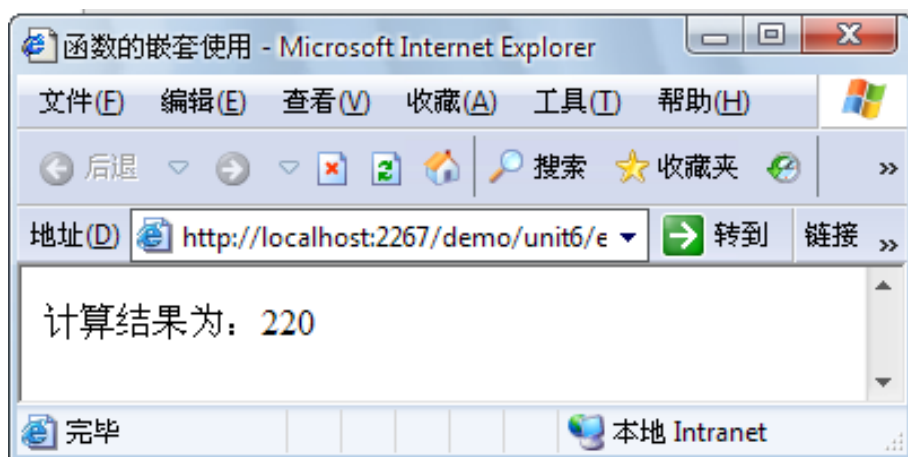 函数的嵌套使用 - Microsoft Internet Explorer
文件(F) 编辑(E) 查看(V) 收藏(A) 工具(T) 帮助(H)
后退 搜索 收藏夹 »
地址(D) http://localhost:2267/demo/unit6/e 转到 链接 »
计算结果为：220
完毕 本地 Intranet